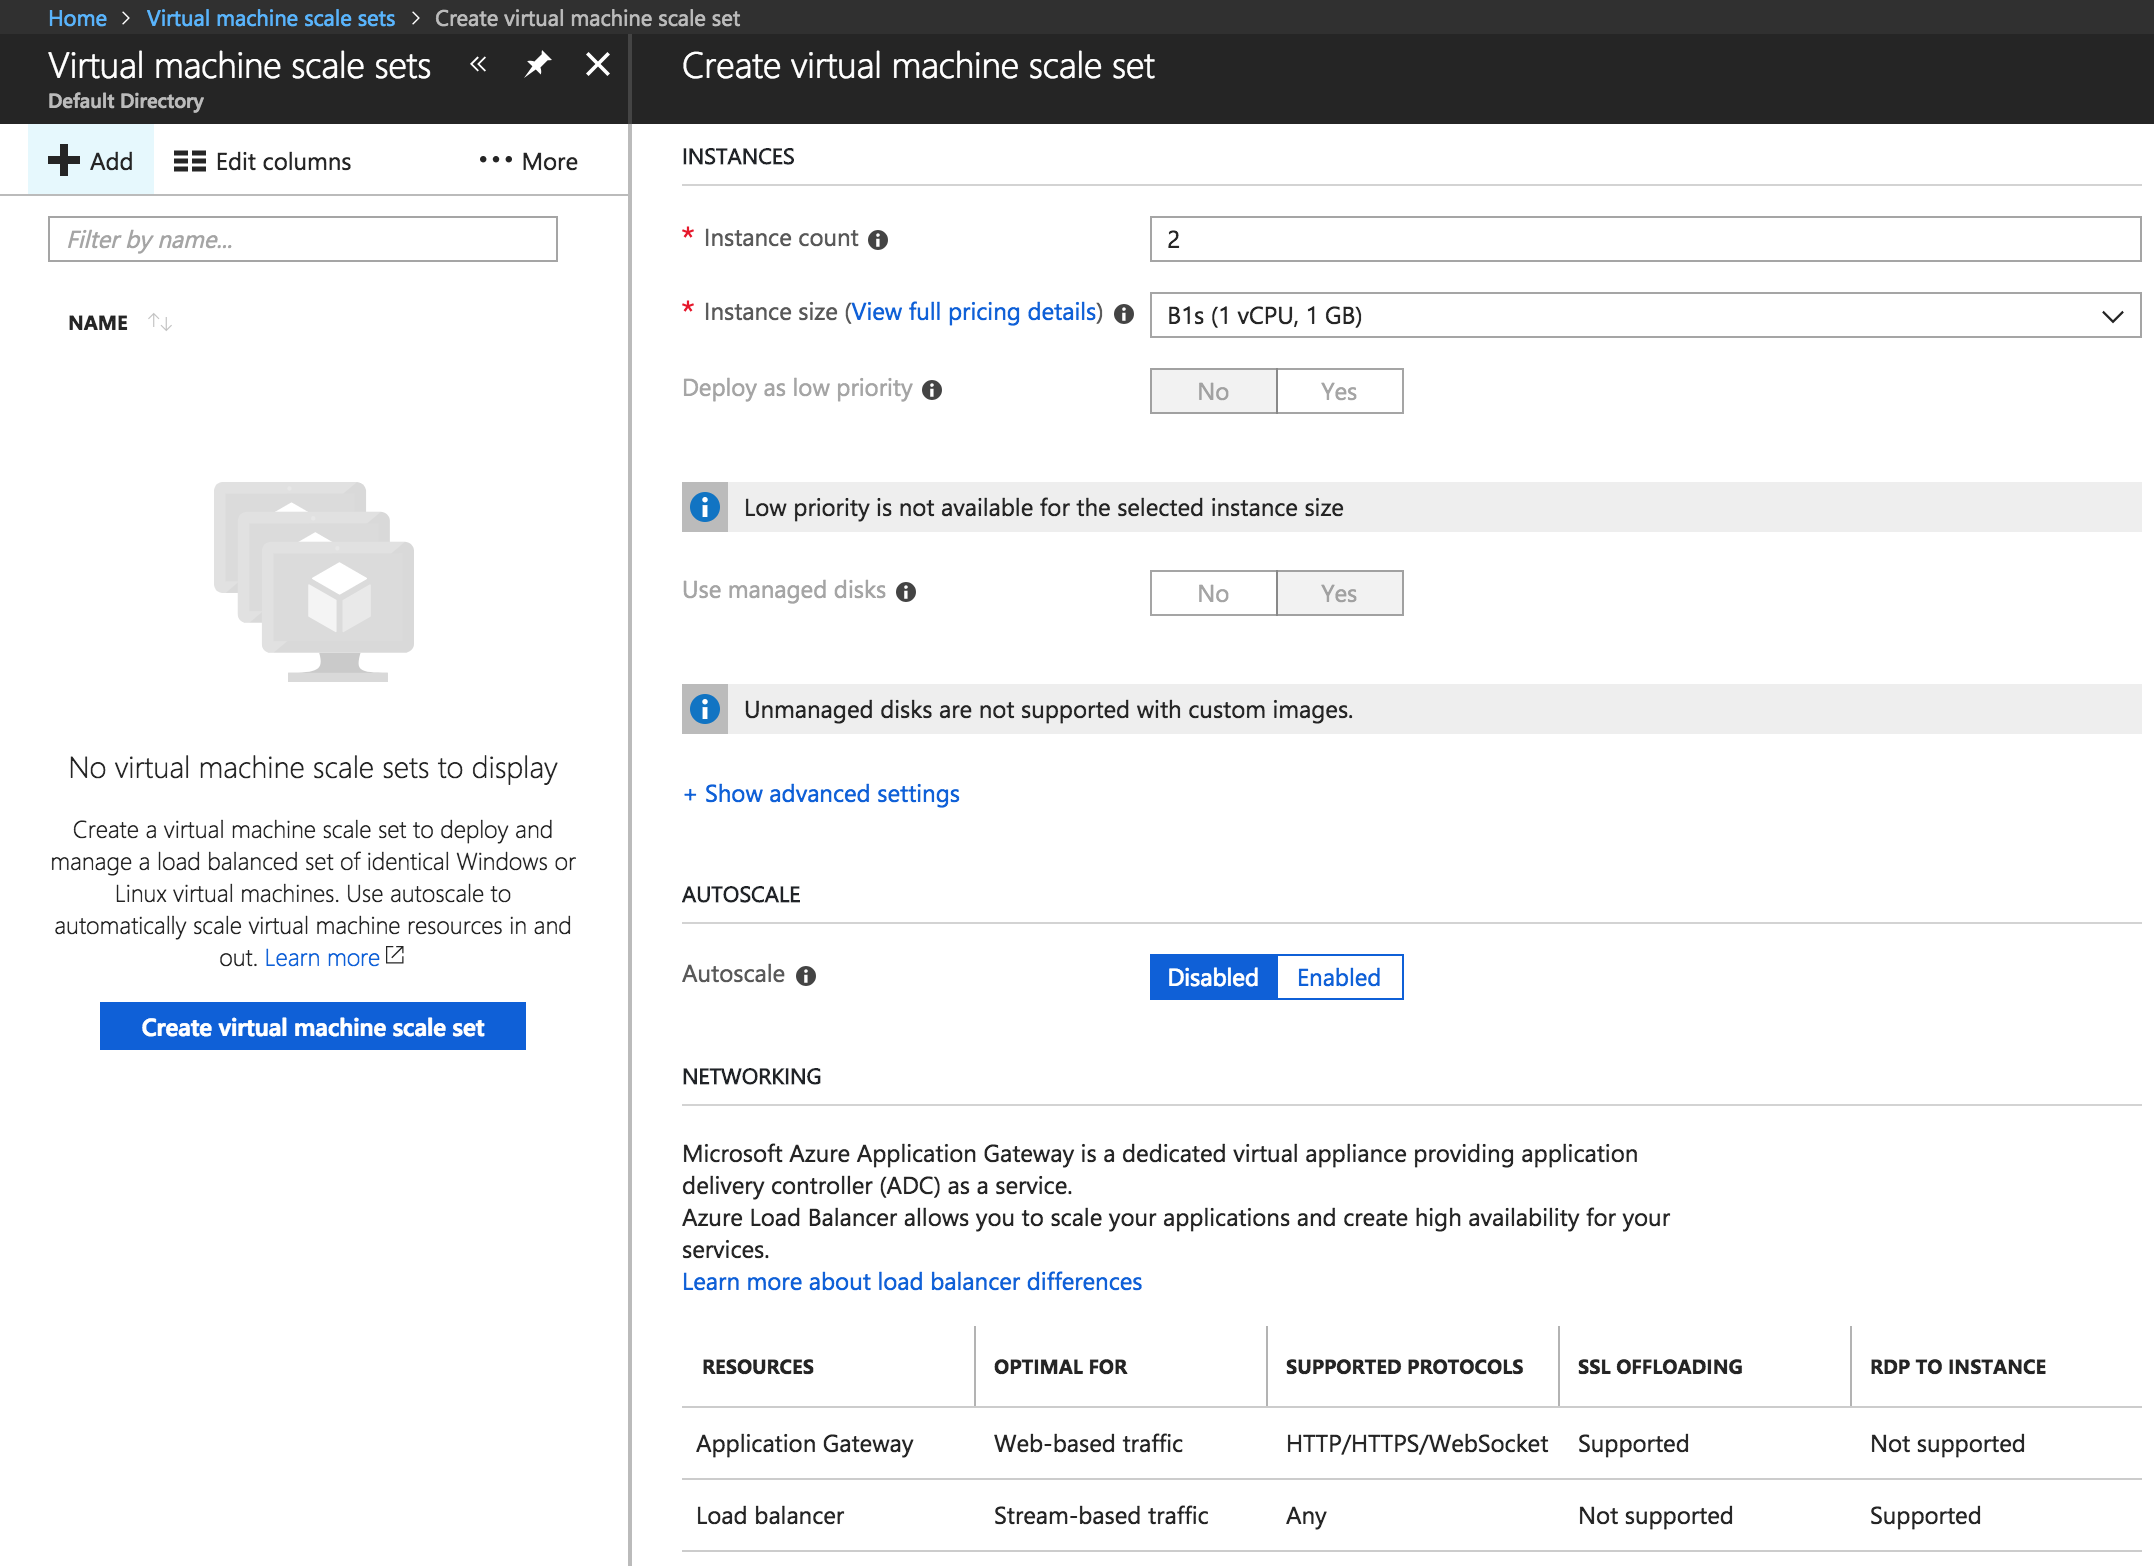 Home > Virtual machine scale sets > Create virtual machine scale set
Virtual machine scale sets
Default Directory
Add
Edit columns
More
Filter by name...
NAME
No virtual machine scale sets to display
Create a virtual machine scale set to deploy and
manage a load balanced set of identical Windows or
Linux virtual machines. Use autoscale to
automatically scale virtual machine resources in and
out. Learn more
Create virtual machine scale set
Create virtual machine scale set
INSTANCES
* Instance count
2
* Instance size (View full pricing details)
B1s (1 vCPU, 1 GB)
Deploy as low priority
No Yes
Low priority is not available for the selected instance size
Use managed disks
No Yes
Unmanaged disks are not supported with custom images.
+ Show advanced settings
AUTOSCALE
Autoscale
Disabled Enabled
NETWORKING
Microsoft Azure Application Gateway is a dedicated virtual appliance providing application
delivery controller (ADC) as a service.
Azure Load Balancer allows you to scale your applications and create high availability for your
services.
Learn more about load balancer differences
RESOURCES OPTIMAL FOR SUPPORTED PROTOCOLS SSL OFFLOADING RDP TO INSTANCE
Application Gateway Web-based traffic HTTP/HTTPS/WebSocket Supported Not supported
Load balancer Stream-based traffic Any Not supported Supported